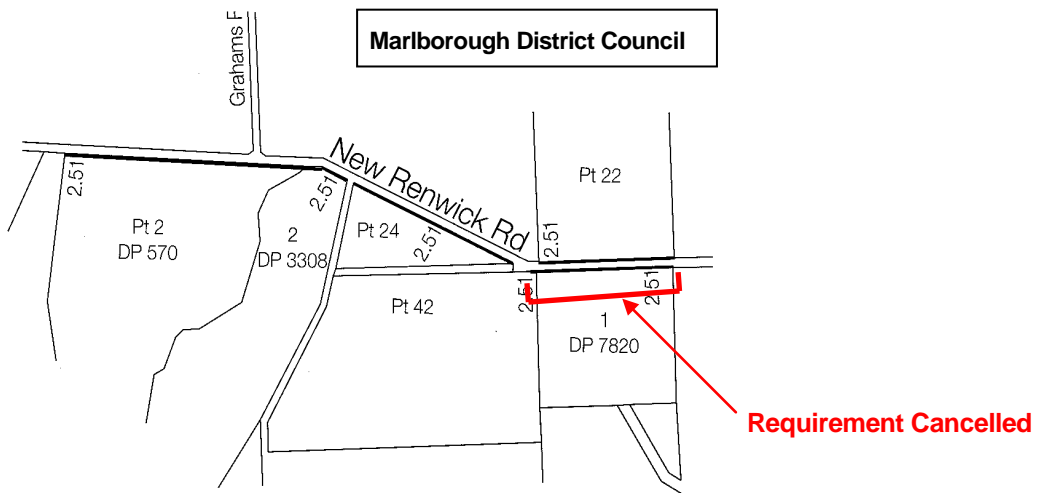 Marlborough District Council
Grahams F
New Renwick Rd
2.51
2.51
2.51
2.51
2.51
2.51
Pt 22
Pt 2
DP 570
2
DP 3308
Pt 24
Pt 42
1
DP 7820
Requirement Cancelled